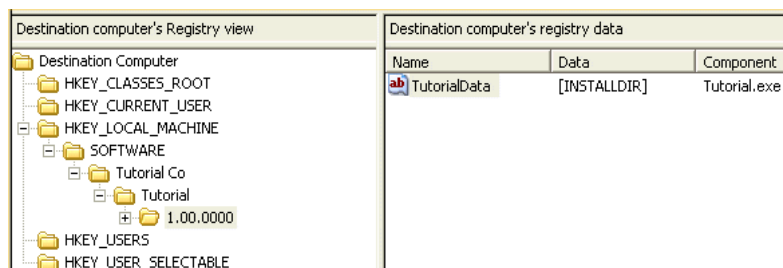 Destination computer's Registry view
Destination Computer
HKEY_CLASSES_ROOT
HKEY_CURRENT_USER
HKEY_LOCAL_MACHINE
SOFTWARE
Tutorial Co
Tutorial
1.00.0000
HKEY_USERS
HKEY_USER_SELECTABLE
Destination computer's registry data
Name Data Component
ab TutorialData [INSTALLDIR] Tutorial.exe